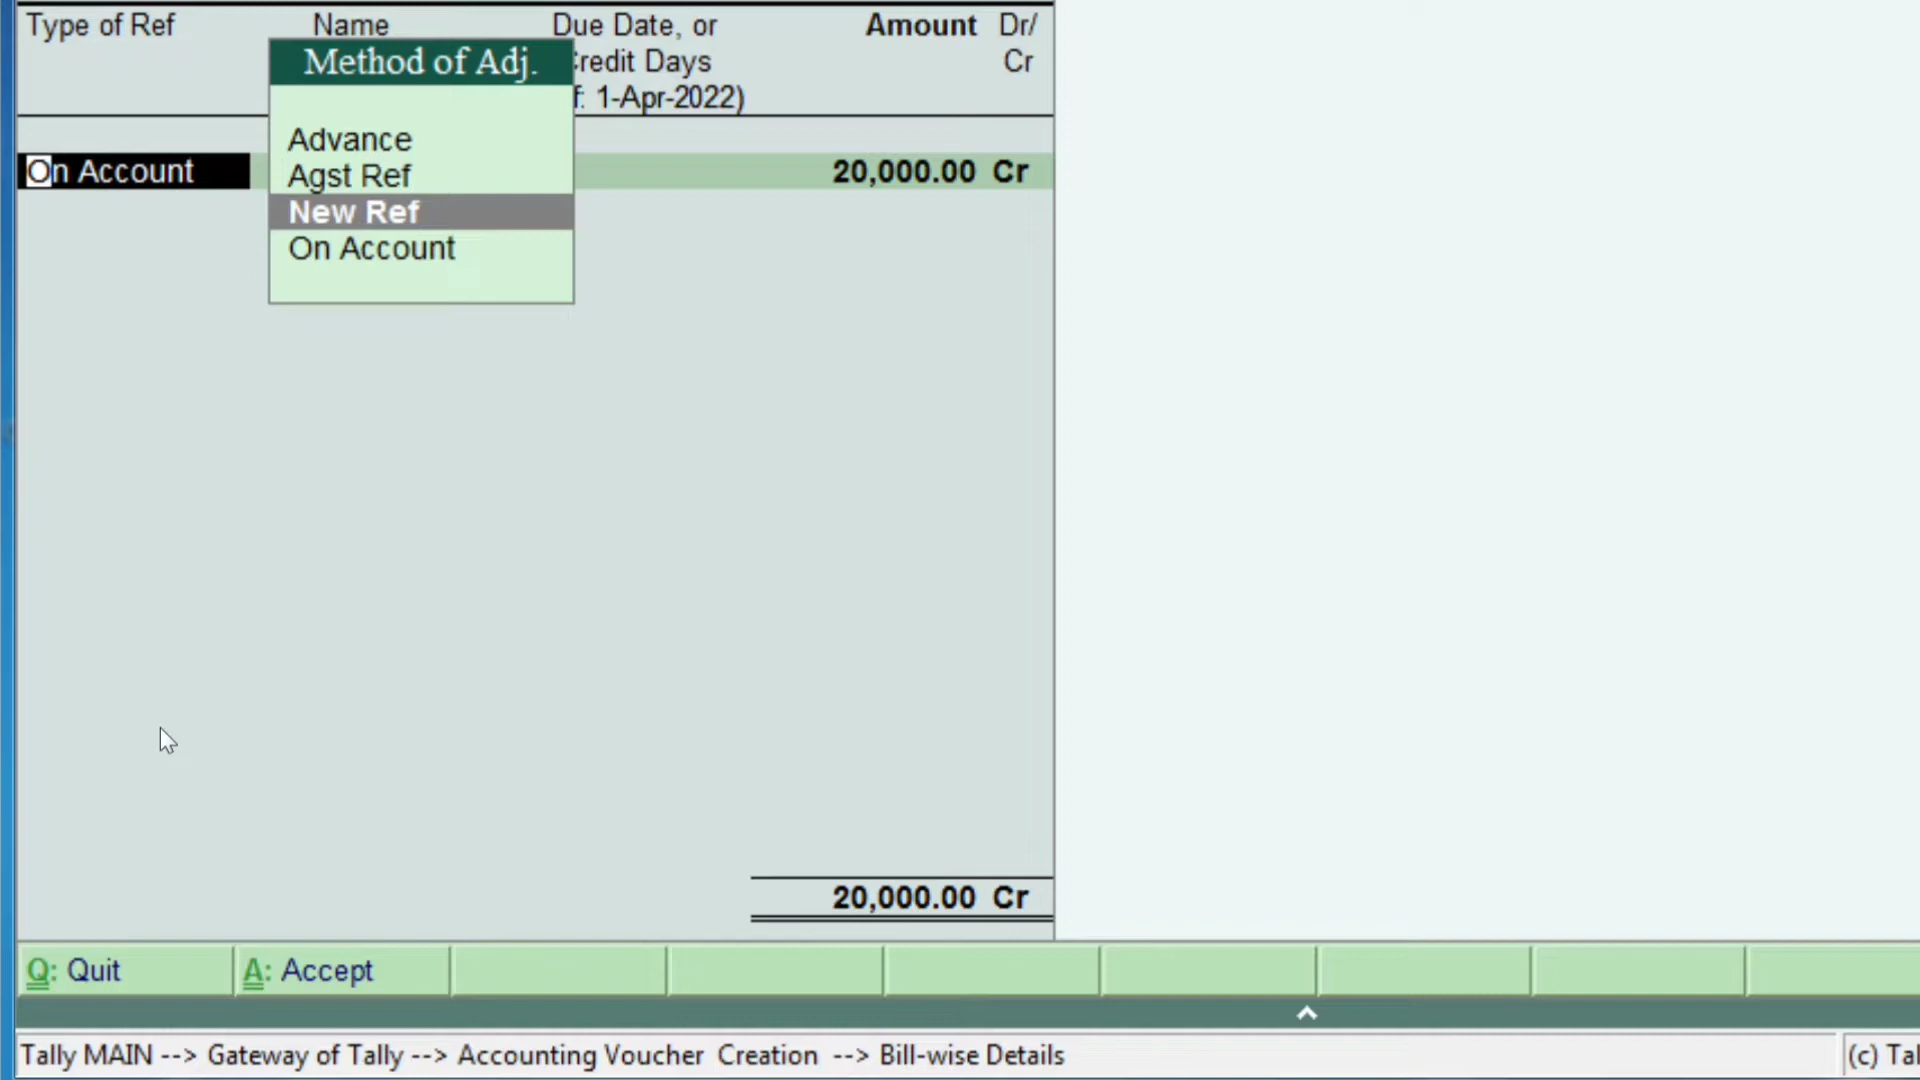 Type of Ref Name Due Date, or Amount Dr/
Method of Adj. Credit Days Cr
f: 1-Apr-2022)
Advance
On Account Agst Ref 20,000.00 Cr
New Ref
On Account
20,000.00 Cr
Q: Quit A: Accept
Tally MAIN --> Gateway of Tally --> Accounting Voucher Creation --> Bill-wise Details (c) Tal